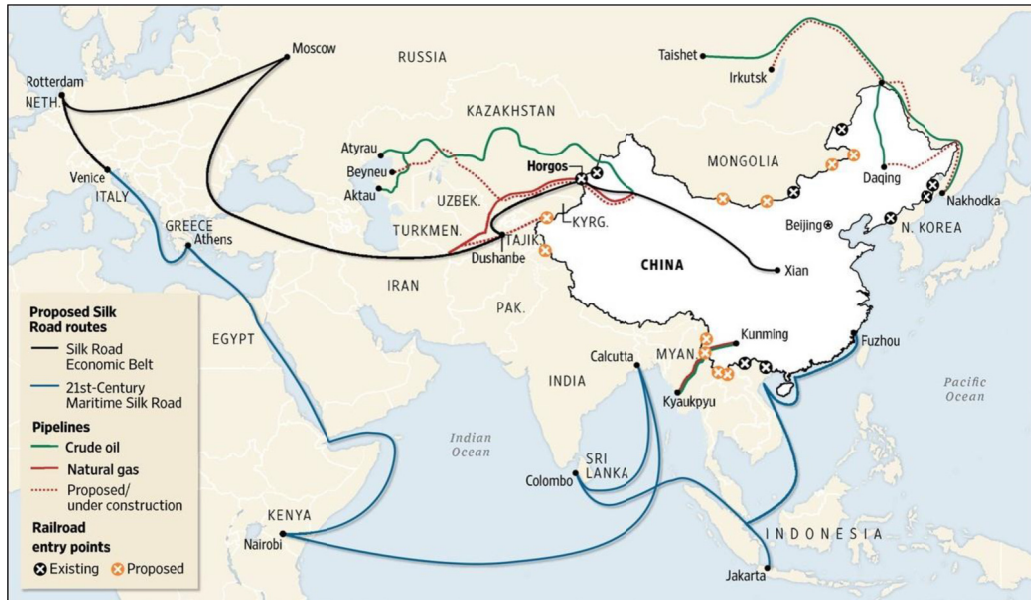 Moscow
RUSSIA
Taishet
Irkutsk
Rotterdam
NETH.
KAZAKHSTAN
Atyrau
Beyneu
Aktau
Horgos
MONGOLIA
Daqing
Nakhodka
Venice
ITALY
UZBEK.
GREECE
Athens
TURKMEN.
KYRG.
TAJIK.
Dushanbe
Beijing
N. KOREA
CHINA
Xian
IRAN
PAK.
EGYPT
Kunming
Fuzhou
Calcutta
MYAN.
INDIA
Kyaukpyu
Pacific
Ocean
Indian
Ocean
SRI
LANKA
Colombo
KENYA
Nairobi
INDONESIA
Jakarta
Proposed Silk
Road routes
Silk Road
Economic Belt
21st-Century
Maritime Silk Road
Pipelines
Crude oil
Natural gas
Proposed/
under construction
Railroad
entry points
Existing
Proposed